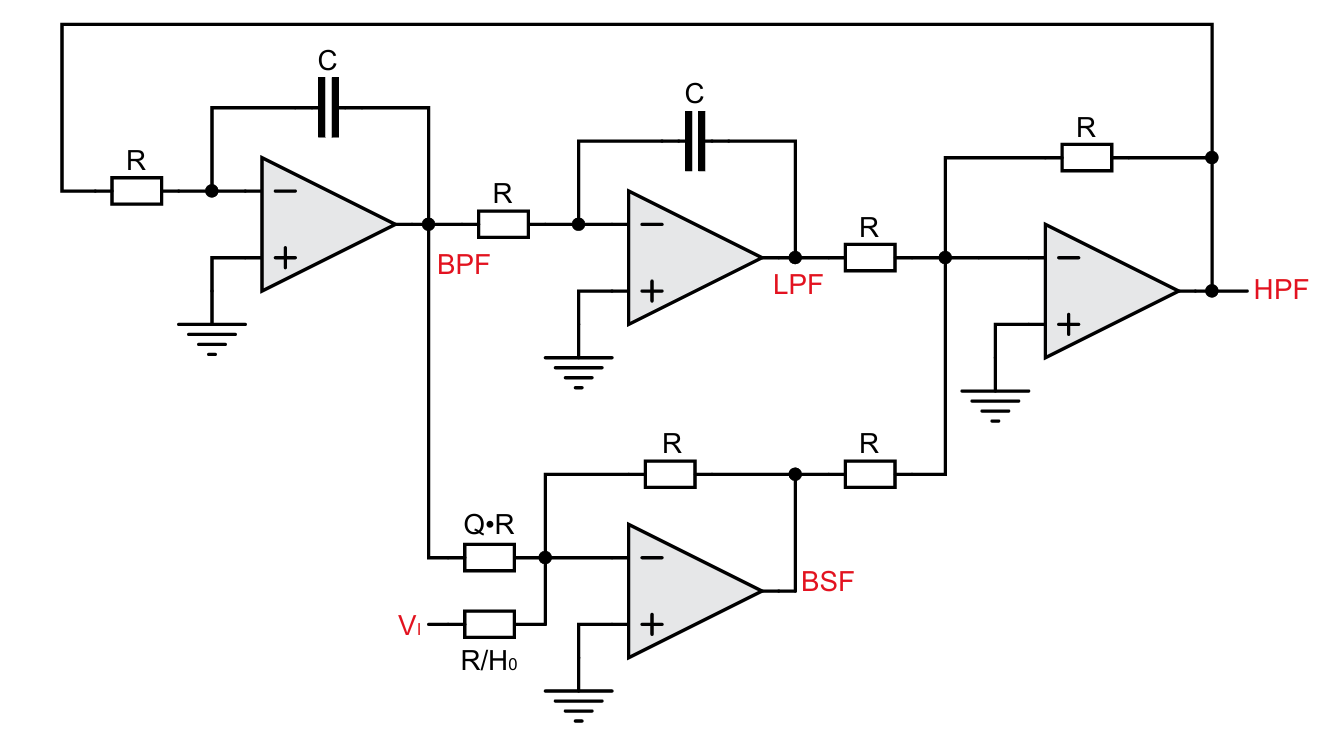 C
C
R
R
R
R
−
+
BPF
−
+
LPF
−
+
HPF
R
R
Q•R
−
+
BSF
VI
R/H0